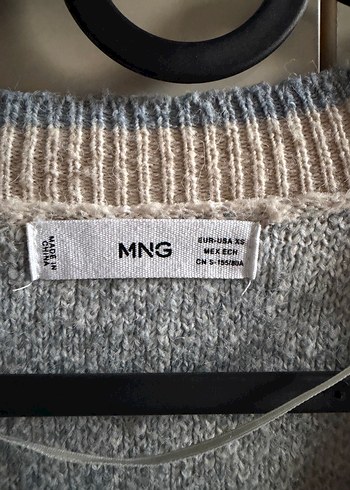 MADE IN
CHINA
MNG
EUR-USA XS
MEX ECH
CN S-155/80A